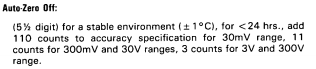 Auto-Zero Off:
(5½ digit) for a stable environment (± 1°C), for <24 hrs., add
110 counts to accuracy specification for 30mV range, 11
counts for 300mV and 30V ranges, 3 counts for 3V and 300V
range.